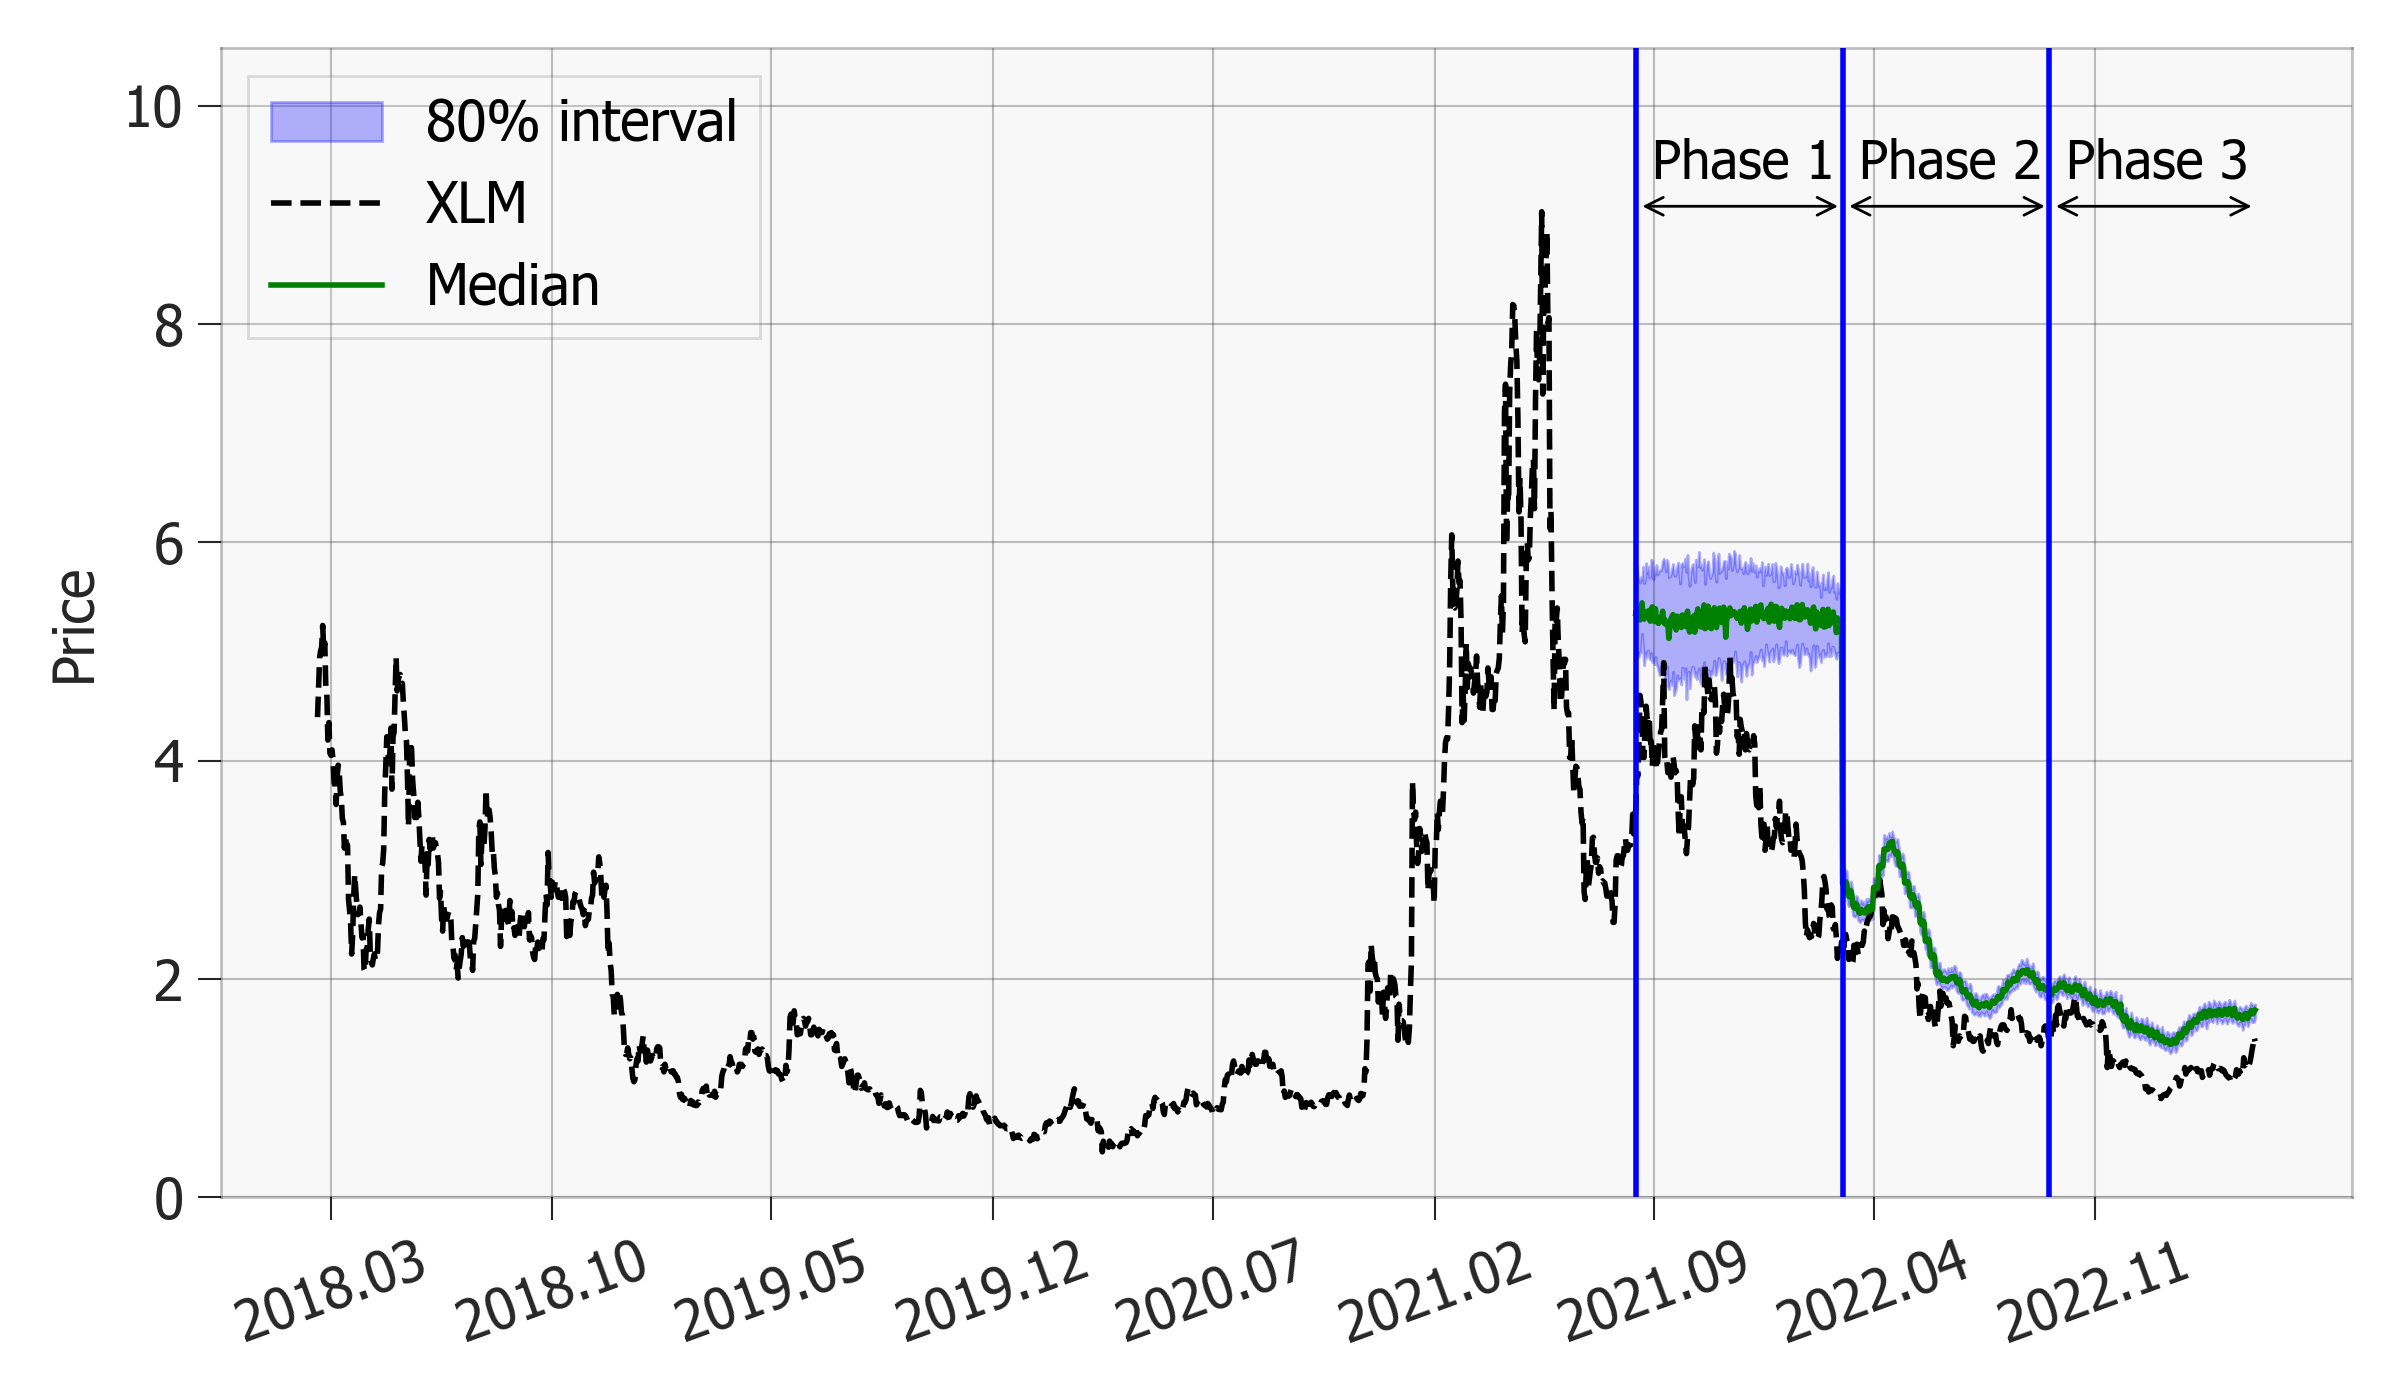 80% interval
XLM
Median
Phase 1
Phase 2
Phase 3
Price
10
8
6
4
2
0
2018.03
2018.10
2019.05
2019.12
2020.07
2021.02
2021.09
2022.04
2022.11